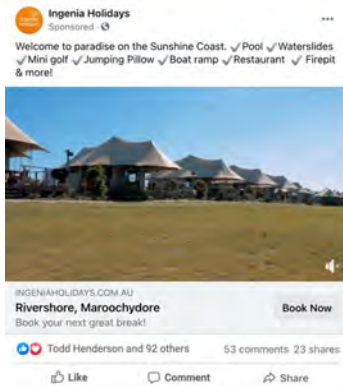 Ingenia Holidays
Sponsored ·
Welcome to paradise on the Sunshine Coast. ✓Pool ✓Waterslides
✓Mini golf ✓Jumping Pillow ✓Boat ramp ✓Restaurant ✓ Firepit
& more!
INGENIAHOLIDAYS.COM.AU
Rivershore, Maroochydore
Book Now
Book your next great break!
Todd Henderson and 92 others
53 comments 23 shares
Like
Comment
Share